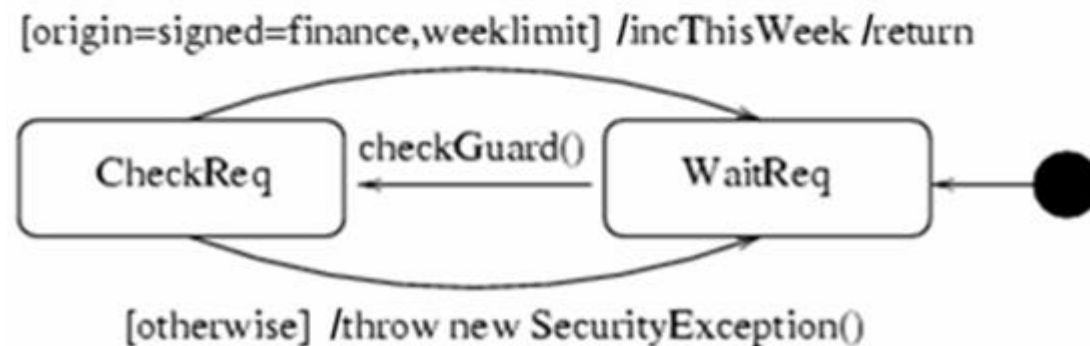 [origin=signed=finance,weeklimit] /incThisWeek /return
checkGuard()
CheckReq
WaitReq
[otherwise] /throw new SecurityException()